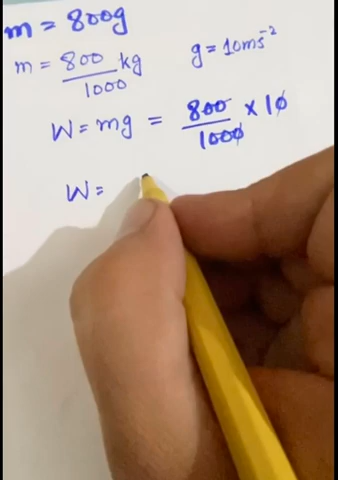 m = 800g
m = 800/1000 kg g = 10ms⁻²
W = mg = 800/1000 × 10
W =